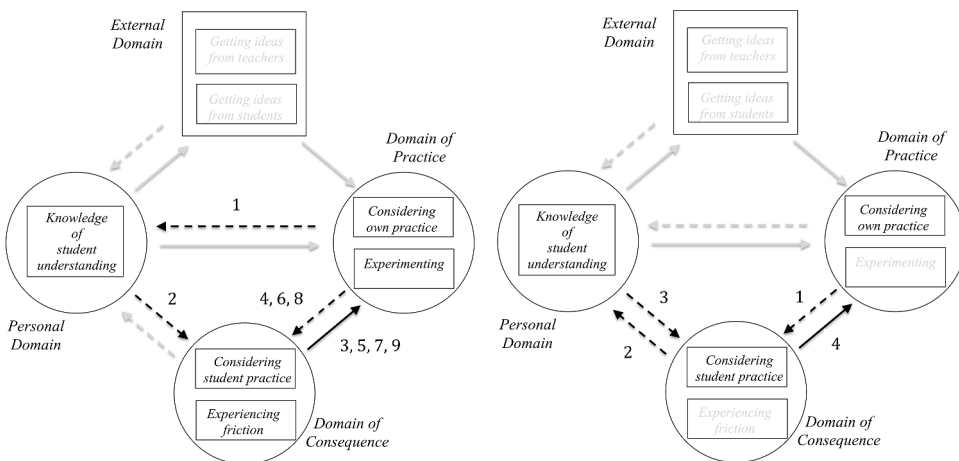 External
Domain
Getting ideas
from teachers
Getting ideas
from students
Domain of
Practice
Knowledge
of
student
understanding
1
Considering
own practice
Experimenting
2
4, 6, 8
3, 5, 7, 9
Personal
Domain
Considering
student practice
Experiencing
friction
Domain of
Consequence
External
Domain
Getting ideas
from teachers
Getting ideas
from students
Domain of
Practice
Knowledge
of
student
understanding
Considering
own practice
Experimenting
3
1
2
4
Personal
Domain
Considering
student practice
Experiencing
friction
Domain of
Consequence